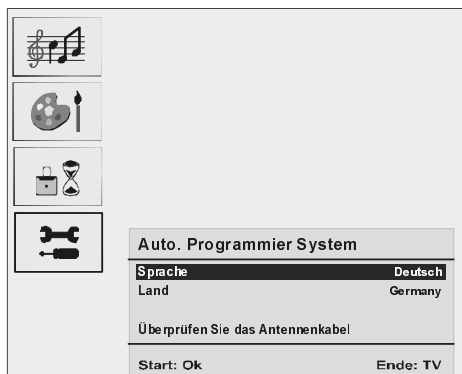 Auto. Programmier System
Sprache Deutsch
Land Germany
Überprüfen Sie das Antennenkabel
Start: Ok Ende: TV